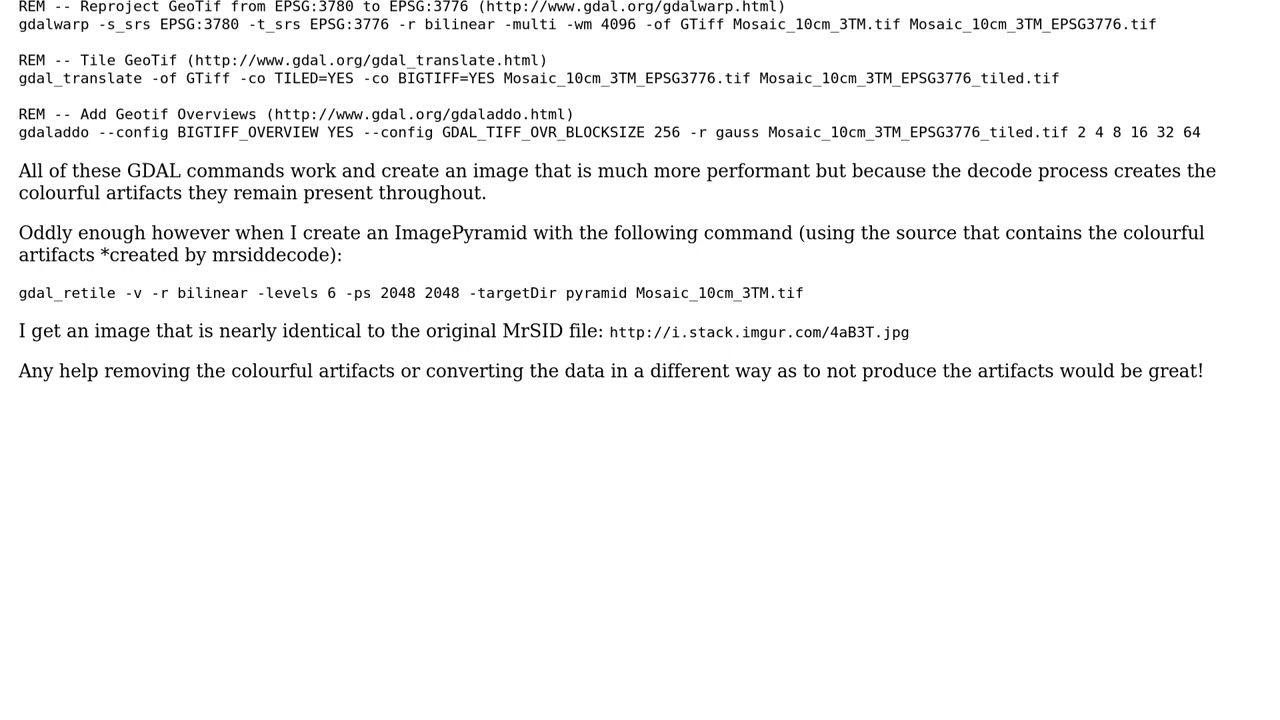 REM -- Reproject GeoTif from EPSG:3780 to EPSG:3776 (http://www.gdal.org/gdalwarp.html)
gdalwarp -s_srs EPSG:3780 -t_srs EPSG:3776 -r bilinear -multi -wm 4096 -of GTiff Mosaic_10cm_3TM.tif Mosaic_10cm_3TM_EPSG3776.tif
REM -- Tile GeoTif (http://www.gdal.org/gdal_translate.html)
gdal_translate -of GTiff -co TILED=YES -co BIGTIFF=YES Mosaic_10cm_3TM_EPSG3776.tif Mosaic_10cm_3TM_EPSG3776_tiled.tif
REM -- Add Geotif Overviews (http://www.gdal.org/gdaladdo.html)
gdaladdo --config BIGTIFF_OVERVIEW YES --config GDAL_TIFF_OVR_BLOCKSIZE 256 -r gauss Mosaic_10cm_3TM_EPSG3776_tiled.tif 2 4 8 16 32 64
All of these GDAL commands work and create an image that is much more performant but because the decode process creates the
colourful artifacts they remain present throughout.
Oddly enough however when I create an ImagePyramid with the following command (using the source that contains the colourful
artifacts *created by mrsiddecode):
gdal_retile -v -r bilinear -levels 6 -ps 2048 2048 -targetDir pyramid Mosaic_10cm_3TM.tif
I get an image that is nearly identical to the original MrSID file: http://i.stack.imgur.com/4aB3T.jpg
Any help removing the colourful artifacts or converting the data in a different way as to not produce the artifacts would be great!